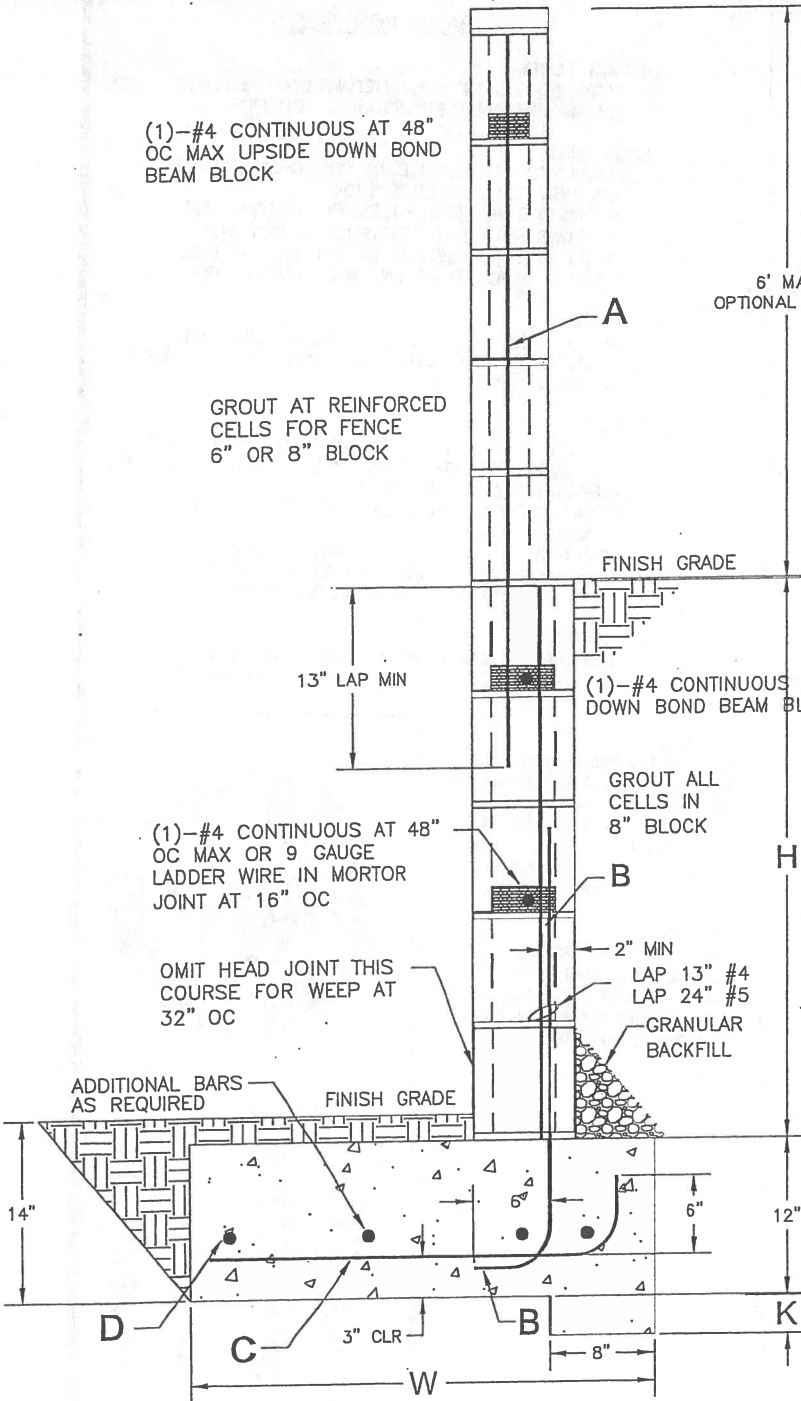 (1)-#4 CONTINUOUS AT 48"
OC MAX UPSIDE DOWN BOND
BEAM BLOCK
6' MA
OPTIONAL
A
GROUT AT REINFORCED
CELLS FOR FENCE
6" OR 8" BLOCK
FINISH GRADE
13" LAP MIN
(1)-#4 CONTINUOUS
DOWN BOND BEAM BL
GROUT ALL
CELLS IN
8" BLOCK
H
(1)-#4 CONTINUOUS AT 48"
OC MAX OR 9 GAUGE
LADDER WIRE IN MORTOR
JOINT AT 16" OC
B
2" MIN
OMIT HEAD JOINT THIS
COURSE FOR WEEP AT
32" OC
LAP 13" #4
LAP 24" #5
GRANULAR
BACKFILL
ADDITIONAL BARS
AS REQUIRED
FINISH GRADE
14"
6"
6"
12"
D
C
3" CLR
B
K
8"
W